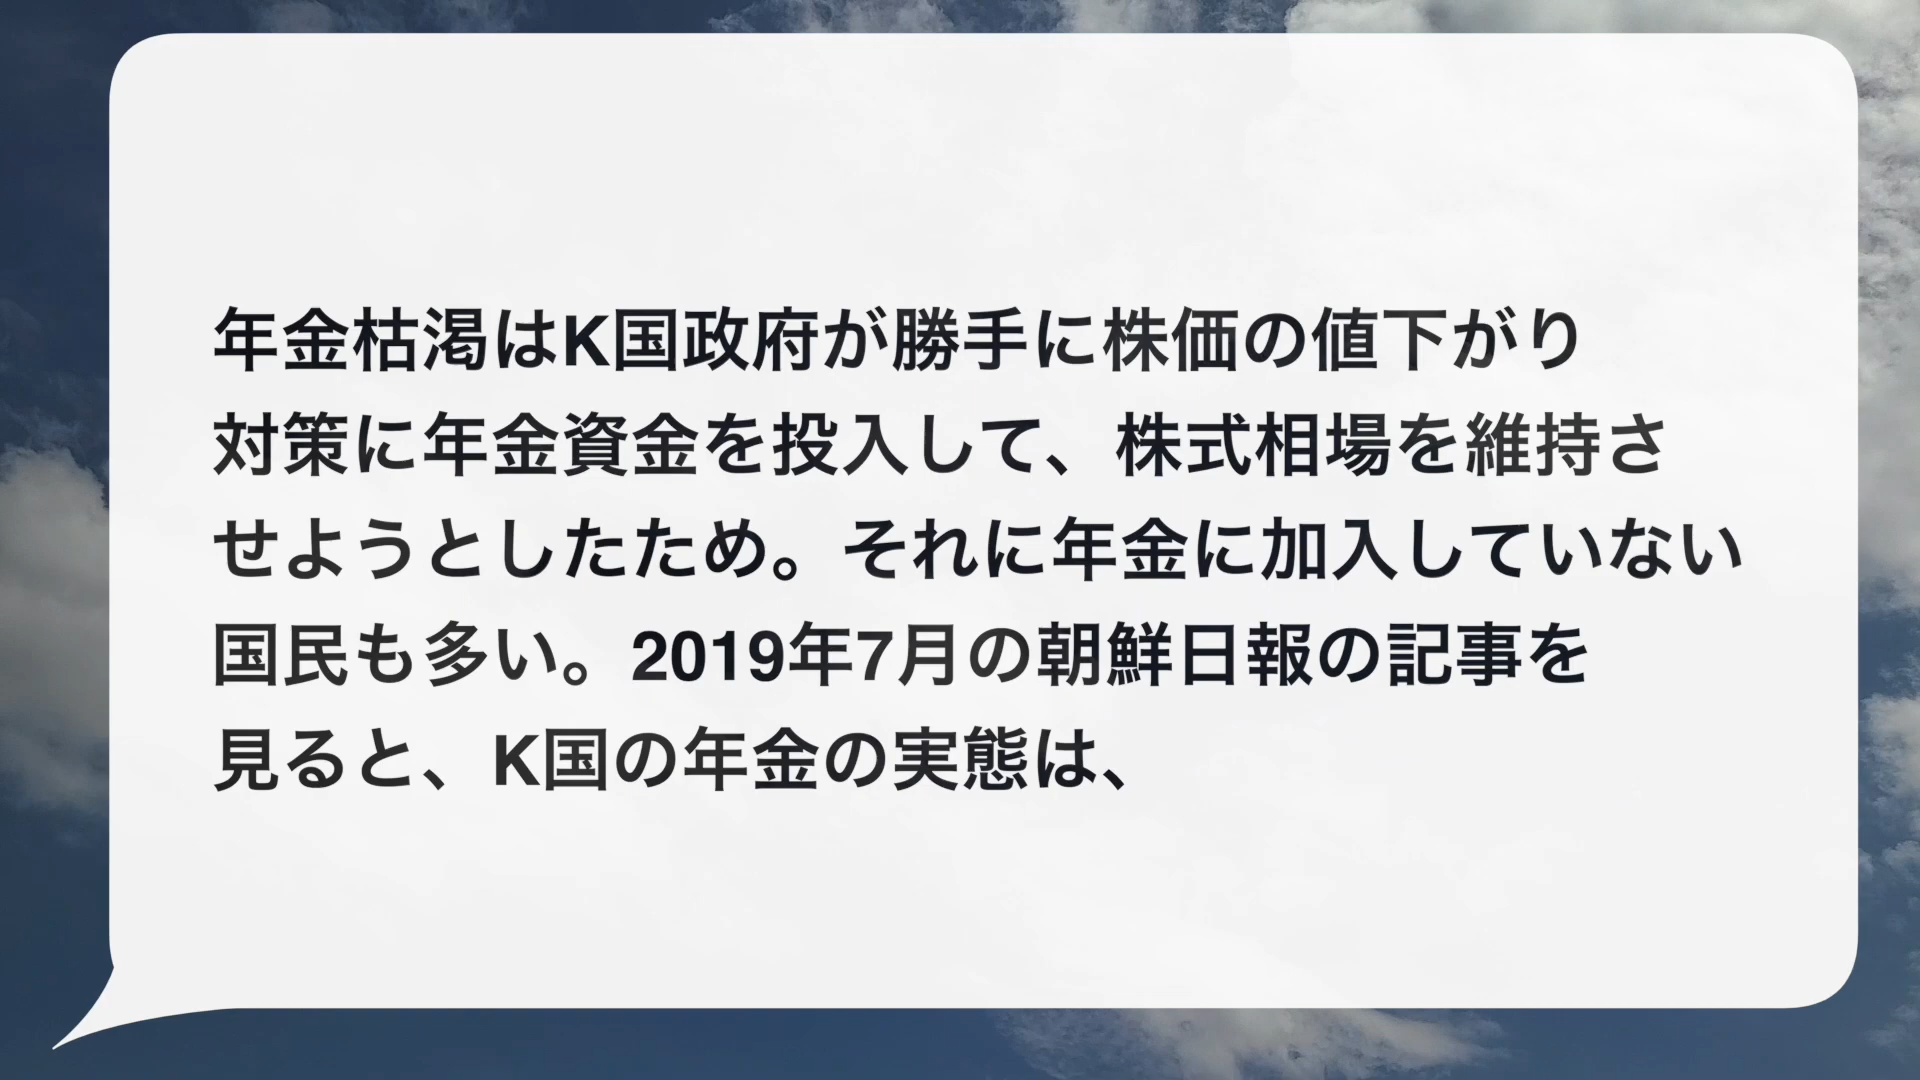 年金枯渇はK国政府が勝手に株価の値下がり
対策に年金資金を投入して、株式相場を維持さ
せようとしたため。それに年金に加入していない
国民も多い。2019年7月の朝鮮日報の記事を
見ると、K国の年金の実態は、